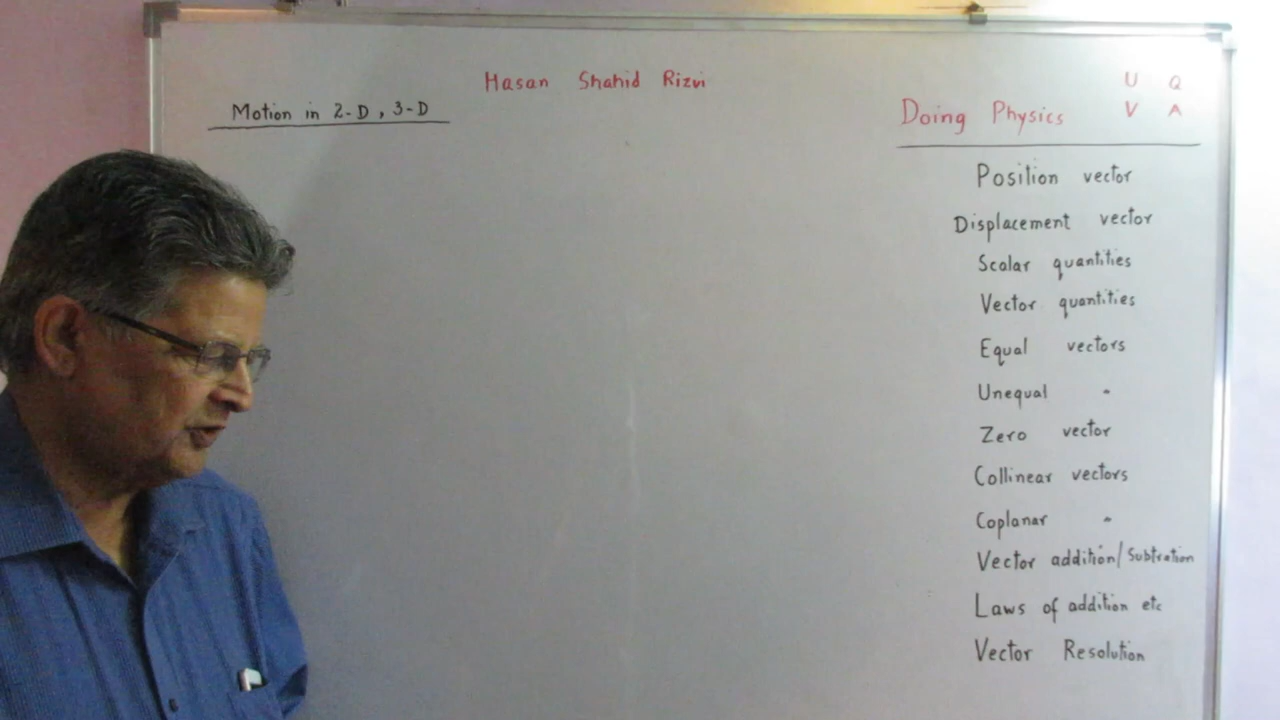 Hasan Shahid Rizvi
U Q
Motion in 2-D, 3-D
Doing Physics V A
Position vector
Displacement vector
Scalar quantities
Vector quantities
Equal vectors
Unequal "
Zero vector
Collinear vectors
Coplanar "
Vector addition/Subtration
Laws of addition etc
Vector Resolution